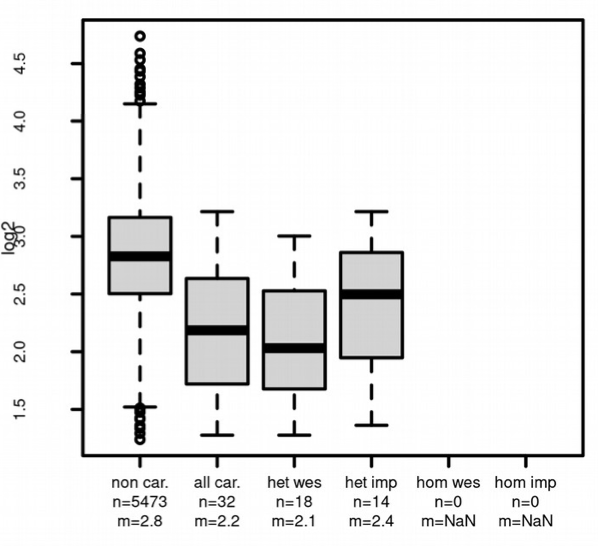 4.5
4.0
3.5
3.0
log2
2.5
2.0
1.5
non car. all car. het wes het imp hom wes hom imp
n=5473 n=32 n=18 n=14 n=0 n=0
m=2.8 m=2.2 m=2.1 m=2.4 m=NaN m=NaN